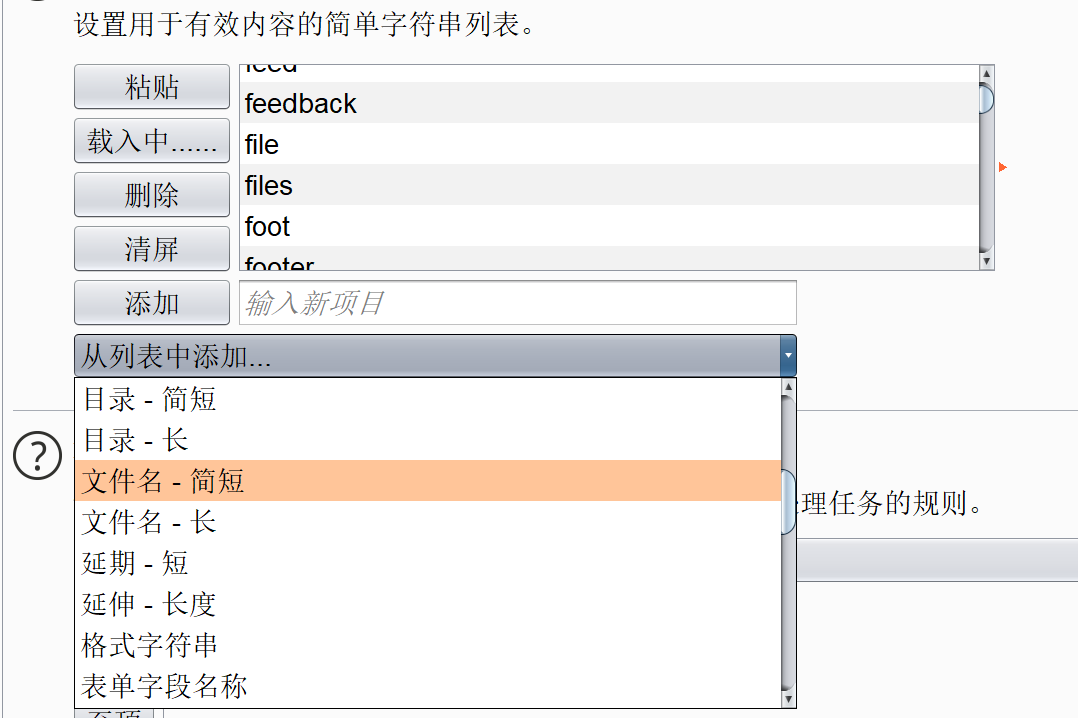 设置用于有效内容的简单字符串列表。
粘贴
feed
feedback
载入中......
file
删除
files
清屏
foot
footer
添加
输入新项目
从列表中添加...
目录 - 简短
目录 - 长
?
文件名 - 简短
文件名 - 长
理任务的规则。
延期 - 短
延伸 - 长度
格式字符串
表单字段名称